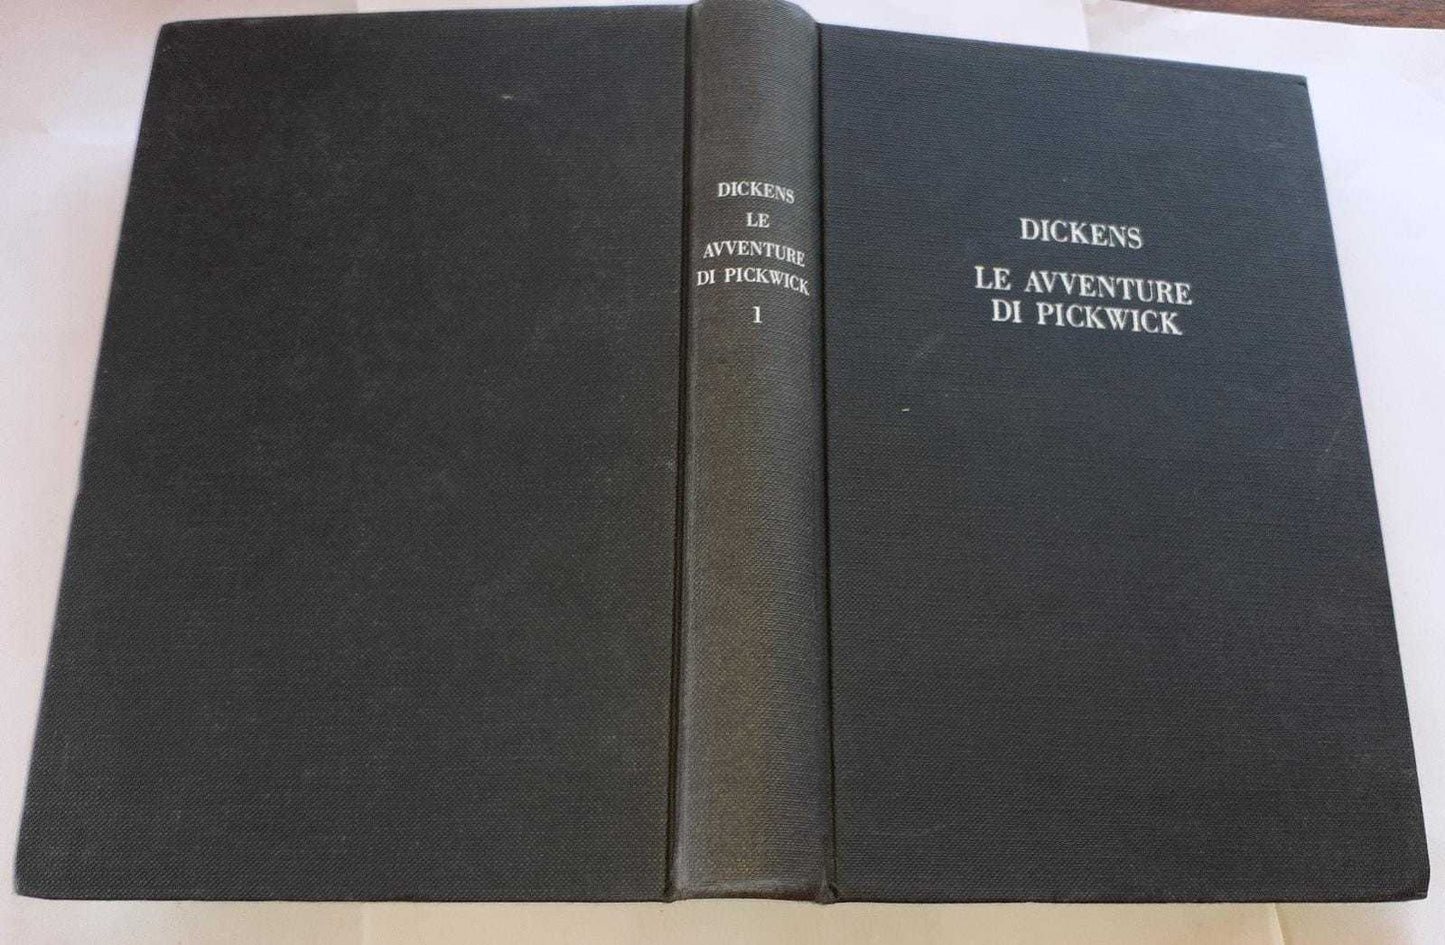 DICKENS
LE
AVVENTURE
DI PICKWICK
1
DICKENS
LE AVVENTURE
DI PICKWICK